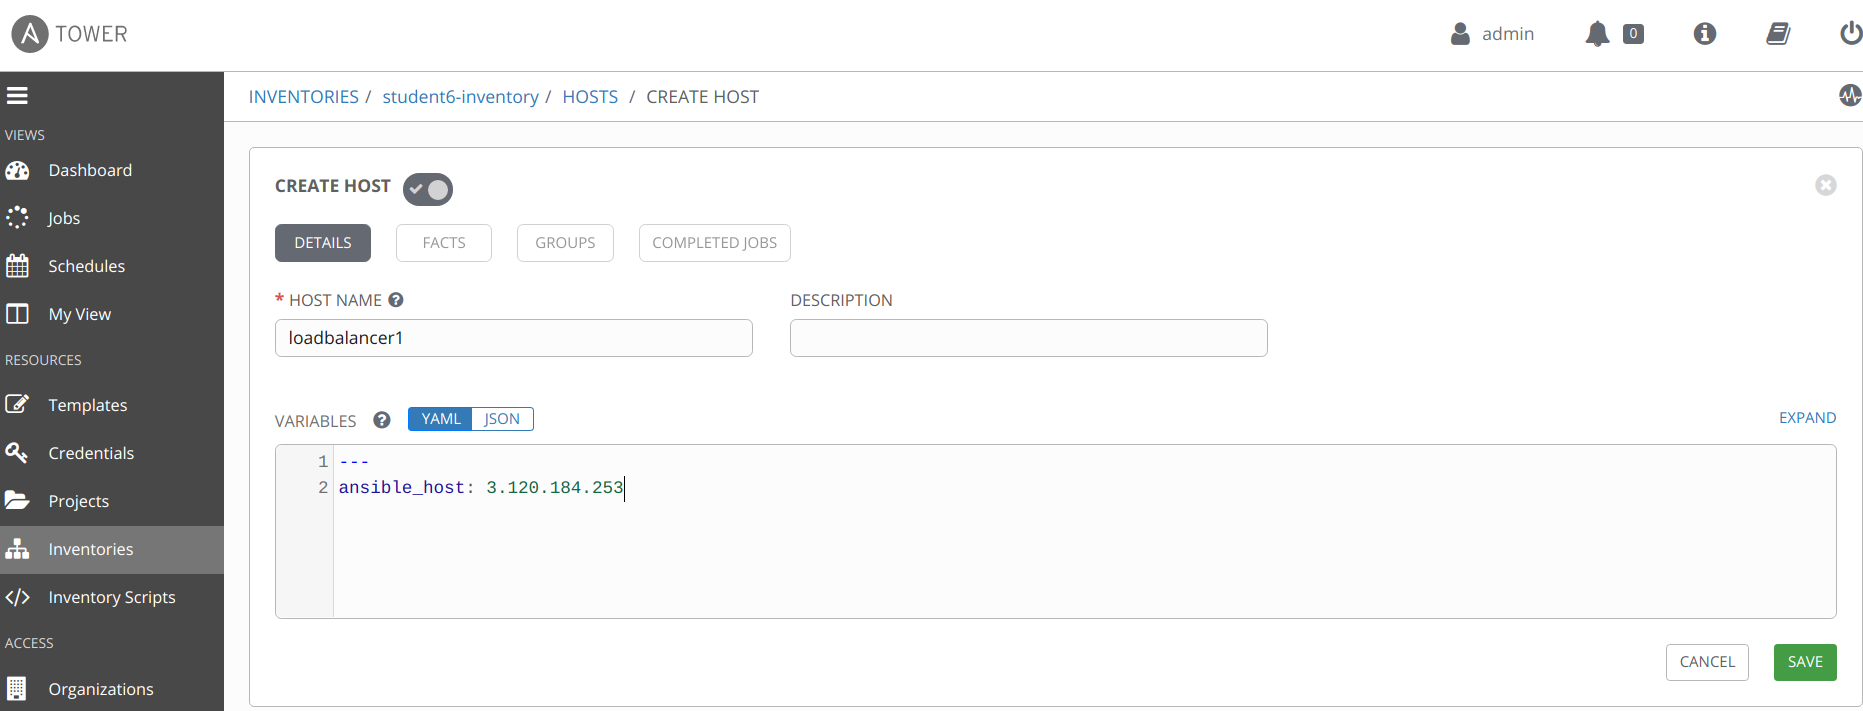 TOWER
admin
0
VIEWS
Dashboard
Jobs
Schedules
My View
RESOURCES
Templates
Credentials
Projects
Inventories
Inventory Scripts
ACCESS
Organizations
INVENTORIES / student6-inventory / HOSTS / CREATE HOST
CREATE HOST
DETAILS FACTS GROUPS COMPLETED JOBS
* HOST NAME ? DESCRIPTION
loadbalancer1
VARIABLES ? YAML JSON EXPAND
1 ---
2 ansible_host: 3.120.184.253
CANCEL SAVE